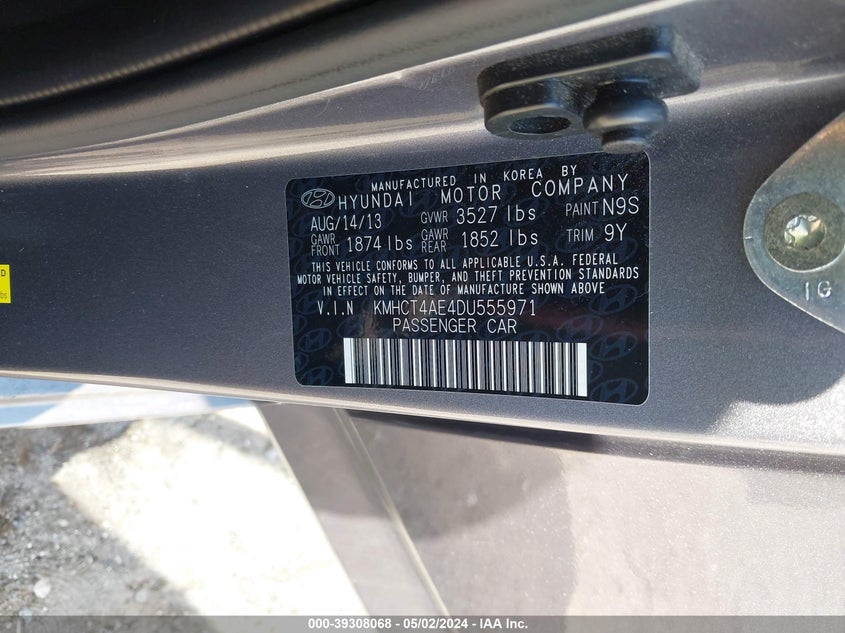 MANUFACTURED IN KOREA BY
HYUNDAI MOTOR COMPANY
AUG/14/13 GVWR 3527 lbs PAINT N9S
GAWR FRONT 1874 lbs GAWR REAR 1852 lbs TRIM 9Y
THIS VEHICLE CONFORMS TO ALL APPLICABLE U.S.A. FEDERAL
MOTOR VEHICLE SAFETY, BUMPER, AND THEFT PREVENTION STANDARDS
IN EFFECT ON THE DATE OF MANUFACTURE SHOWN ABOVE
V.I.N KMHCT4AE4DU555971
PASSENGER CAR
IG
000-39308068 - 05/02/2024 - IAA Inc.